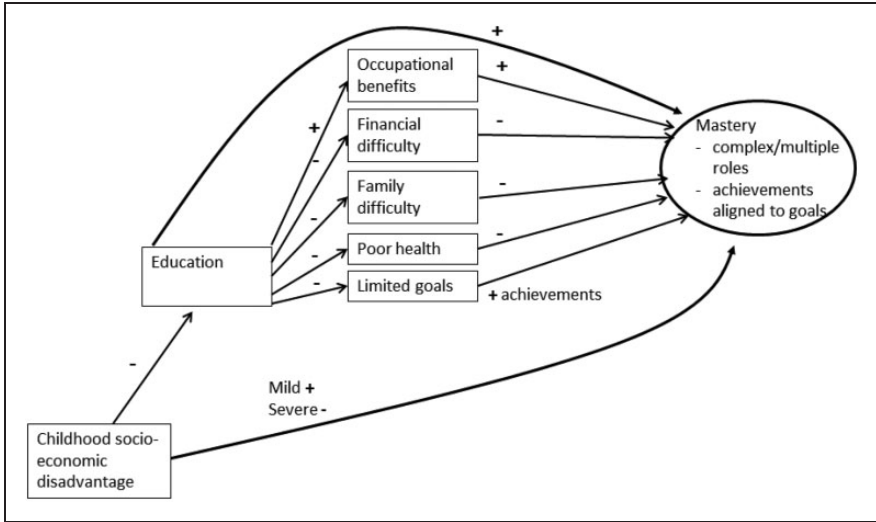 +
Occupational
benefits
+
+
Financial
difficulty
-
-
Mastery
- complex/multiple
roles
- achievements
aligned to goals
Family
difficulty
-
-
Education
Poor health
-
-
Limited goals
-
+ achievements
-
Mild +
Severe -
Childhood socio-
economic
disadvantage